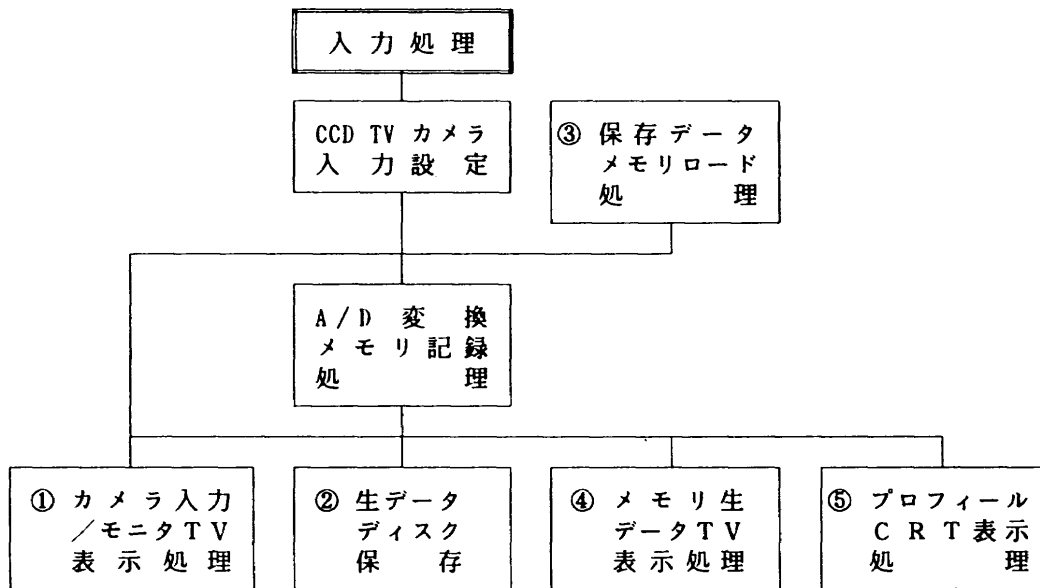 入力処理
CCD TV カメラ
入力設定
③ 保存データ
メモリロード
処理
A/D 変換
メモリ記録
処理
① カメラ入力
/モニタTV
表示処理
② 生データ
ディスク
保存
④ メモリ生
データTV
表示処理
⑤ プロフィール
CRT表示
処理